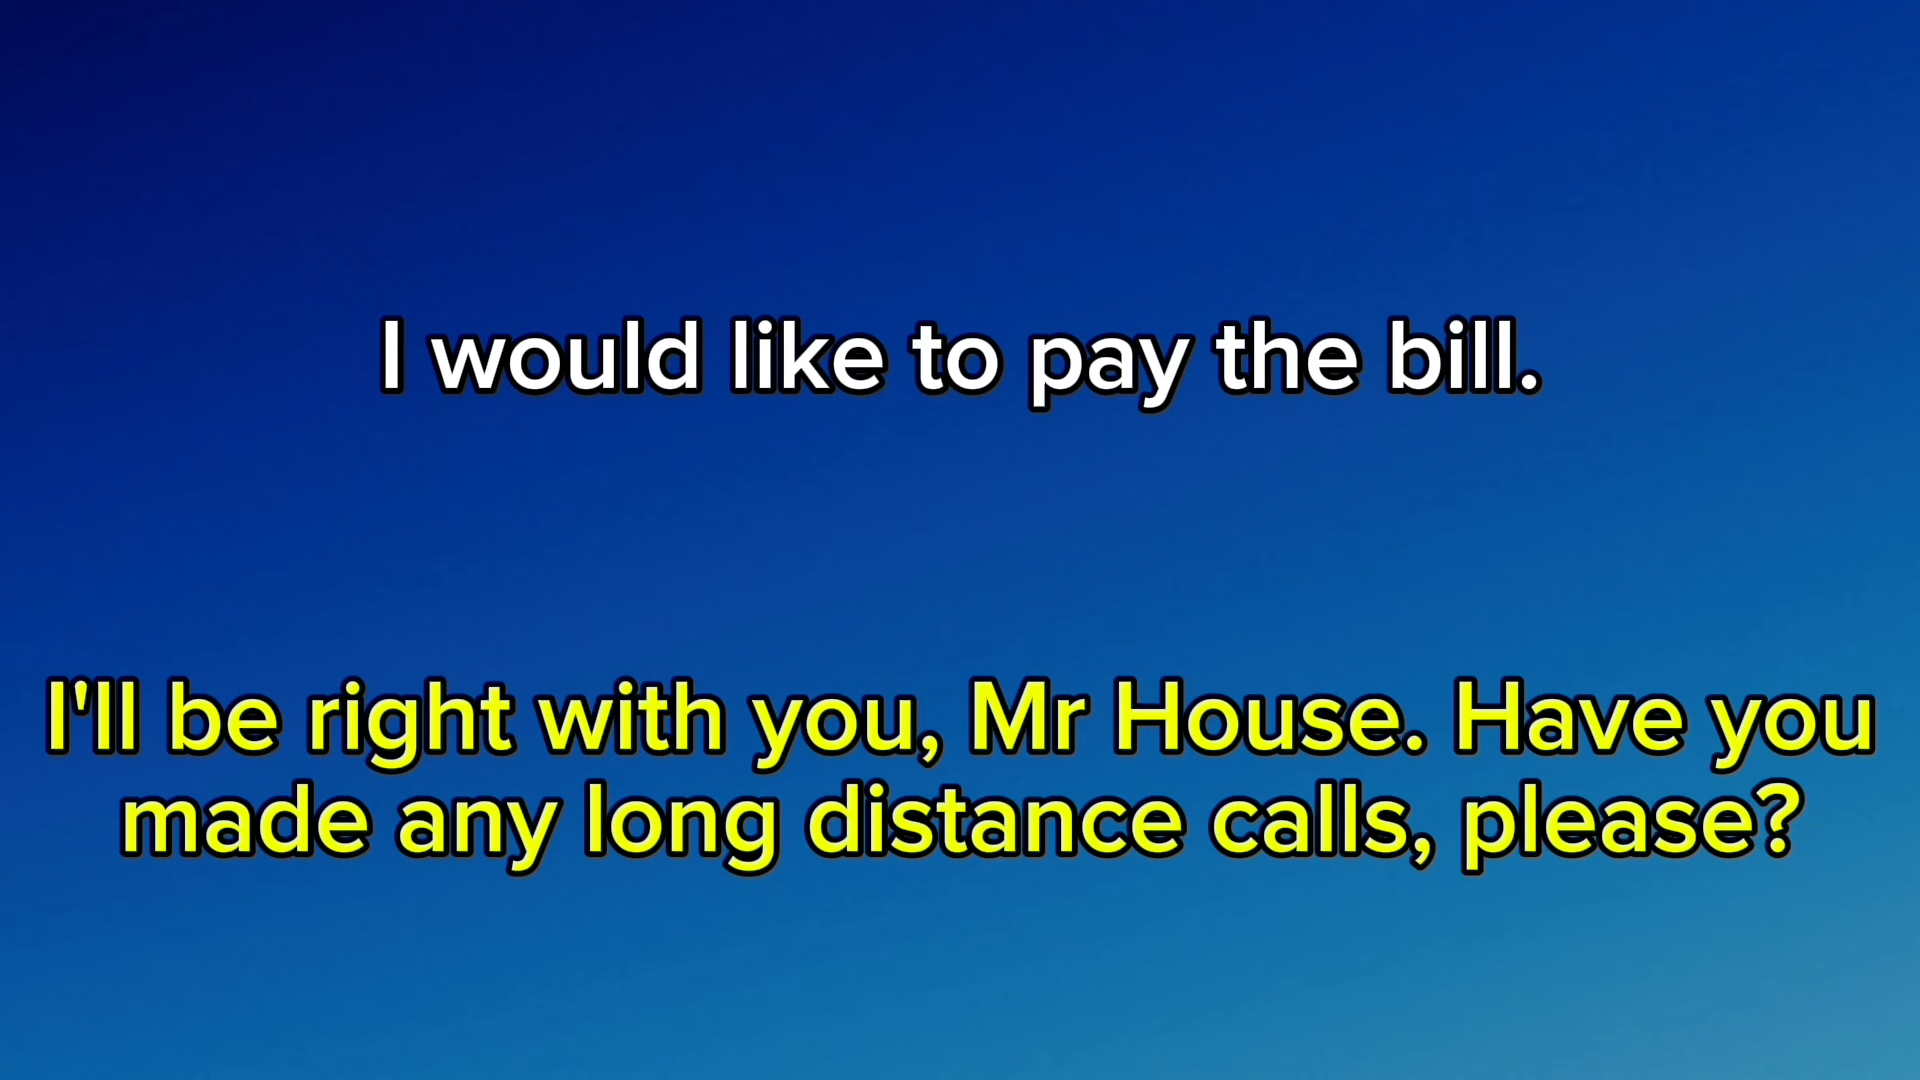 I would like to pay the bill.
I'll be right with you, Mr House. Have you
made any long distance calls, please?